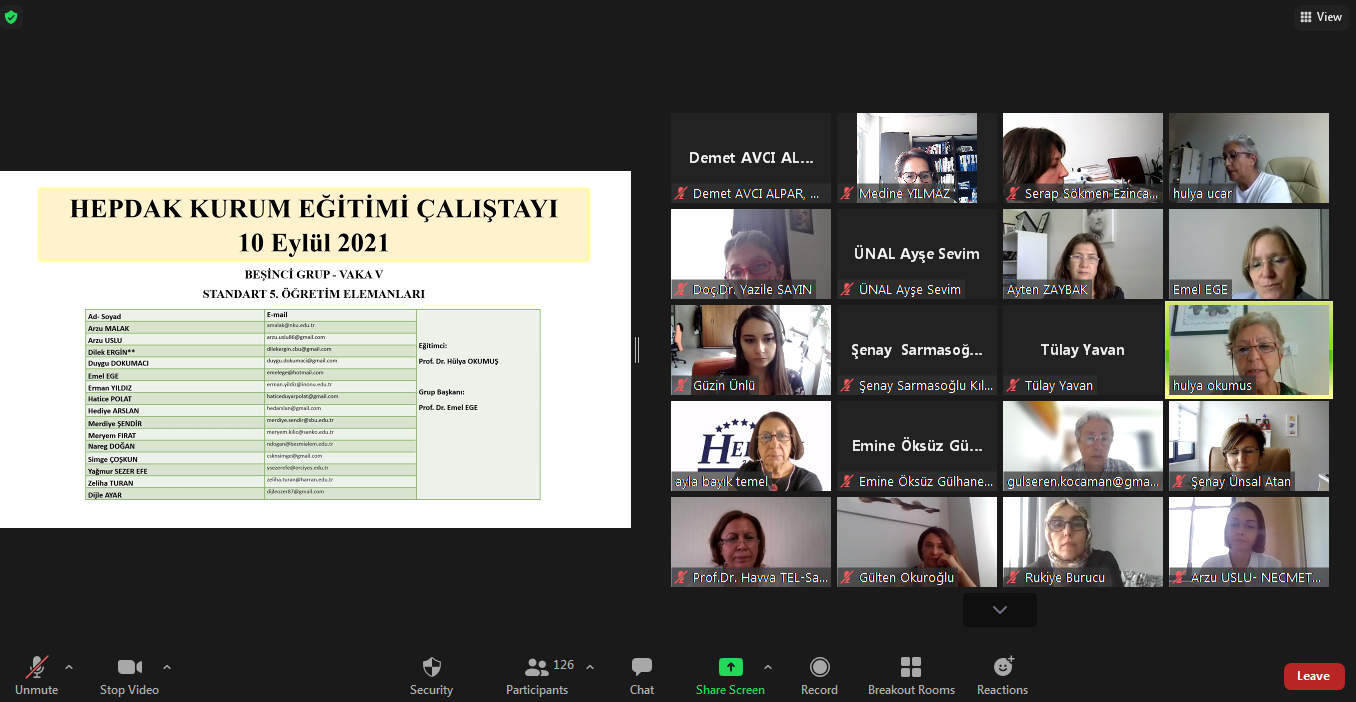 View
HEPDAK KURUM EĞİTİMİ ÇALIŞTAYI
10 Eylül 2021
BEŞİNCİ GRUP - VAKA V
STANDART 5. ÖĞRETİM ELEMANLARI
Ad- Soyad E-mail
Arzu MALAK amalak@nku.edu.tr
Arzu USLU arzu.uslu86@gmail.com
Dilek ERGİN** dilekergin.cbu@gmail.com
Duygu DOKUMACI duygu.dokumaci@gmail.com
Emel EGE emelege@hotmail.com
Erman YILDIZ erman.yildiz@inonu.edu.tr
Hatice POLAT haticeduyarpolat@gmail.com
Hediye ARSLAN hedarslan@gmail.com
Merdiye ŞENDİR merdiye.sendir@sbu.edu.tr
Meryem FIRAT meryem.kilic@sanko.edu.tr
Nareg DOĞAN ndogan@bezmialem.edu.tr
Simge ÇOŞKUN csknsimge@gmail.com
Yağmur SEZER EFE ysezerefe@erciyes.edu.tr
Zeliha TURAN zeliha.turan@harran.edu.tr
Dijle AYAR dijleozer87@gmail.com
Eğitimci:
Prof. Dr. Hülya OKUMUŞ
Grup Başkanı:
Prof. Dr. Emel EGE
Demet AVCI AL...
Demet AVCI ALPAR, ...
Medine YILMAZ
Serap Sökmen Ezinca...
hulya ucar
Doç.Dr. Yazile SAYIN
ÜNAL Ayşe Sevim
ÜNAL Ayşe Sevim
Ayten ZAYBAK
Emel EGE
Güzin Ünlü
Şenay Sarmasoğ...
Şenay Sarmasoğlu Kıl...
Tülay Yavan
Tülay Yavan
hulya okumus
ayla bayık temel
Emine Öksüz Gü...
Emine Öksüz Gülhane...
gulseren.kocaman@gma...
Şenay Ünsal Atan
Prof.Dr. Havva TEL-Sa...
Gülten Okuroğlu
Rukiye Burucu
Arzu USLU- NECMET...
Unmute
Stop Video
Security
126
Participants
Chat
Share Screen
Record
Breakout Rooms
Reactions
Leave